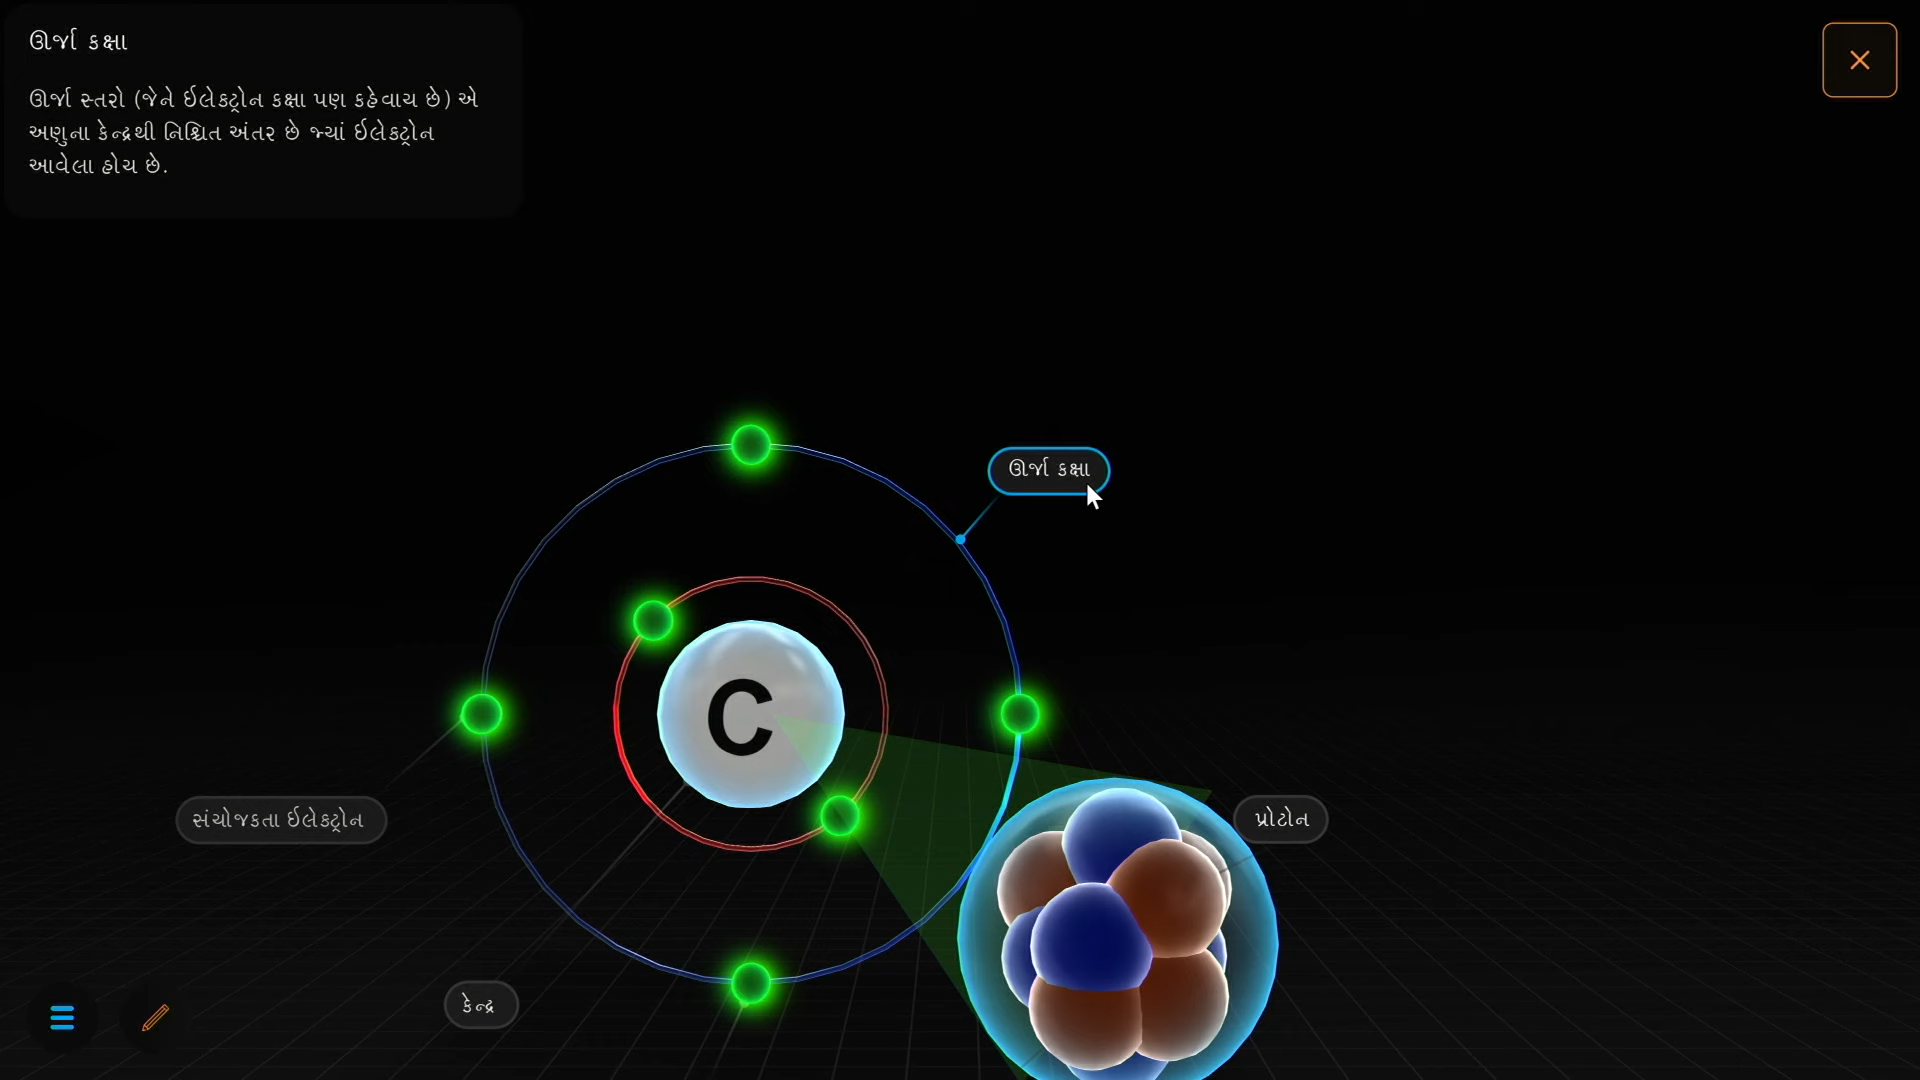 ઊર્જા કક્ષા
ઊર્જા સ્તરો (જેને ઈલેક્ટ્રોન કક્ષા પણ કહેવાય છે) એ
અણુના કેન્દ્રથી નિશ્ચિત અંતર છે જ્યાં ઈલેક્ટ્રોન
આવેલા હોય છે.
ઊર્જા કક્ષા
C
સંયોજકતા ઈલેક્ટ્રોન
પ્રોટોન
કેન્દ્ર